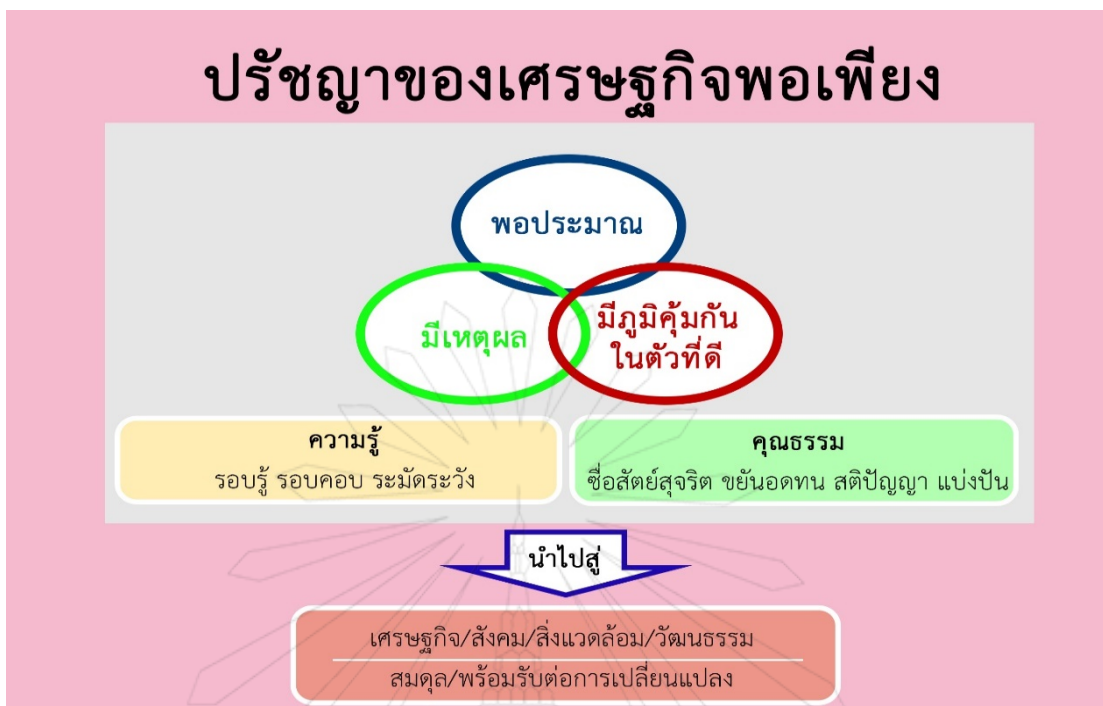 ปรัชญาของเศรษฐกิจพอเพียง
พอประมาณ
มีเหตุผล
มีภูมิคุ้มกัน
ในตัวที่ดี
ความรู้
รอบรู้ รอบคอบ ระมัดระวัง
คุณธรรม
ซื่อสัตย์สุจริต ขยันอดทน สติปัญญา แบ่งปัน
นำไปสู่
เศรษฐกิจ/สังคม/สิ่งแวดล้อม/วัฒนธรรม
สมดุล/พร้อมรับต่อการเปลี่ยนแปลง